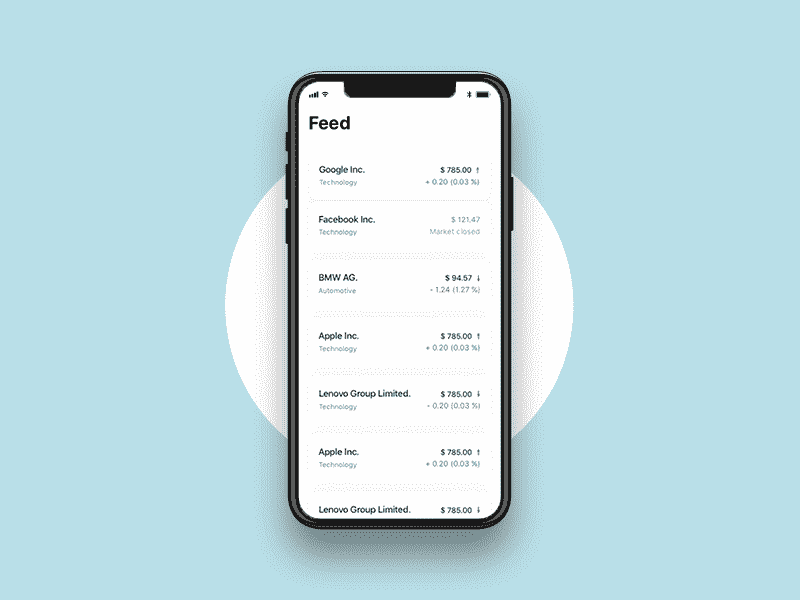 Feed
Google Inc. $ 785.00 ↑
Technology + 0.20 (0.03 %)
Facebook Inc. $ 121.47
Technology Market closed
BMW AG. $ 94.57 ↓
Automotive - 1.24 (1.27 %)
Apple Inc. $ 785.00 ↑
Technology + 0.20 (0.03 %)
Lenovo Group Limited. $ 785.00 ↓
Technology - 0.20 (0.03 %)
Apple Inc. $ 785.00 ↑
Technology + 0.20 (0.03 %)
Lenovo Group Limited. $ 785.00 ↓